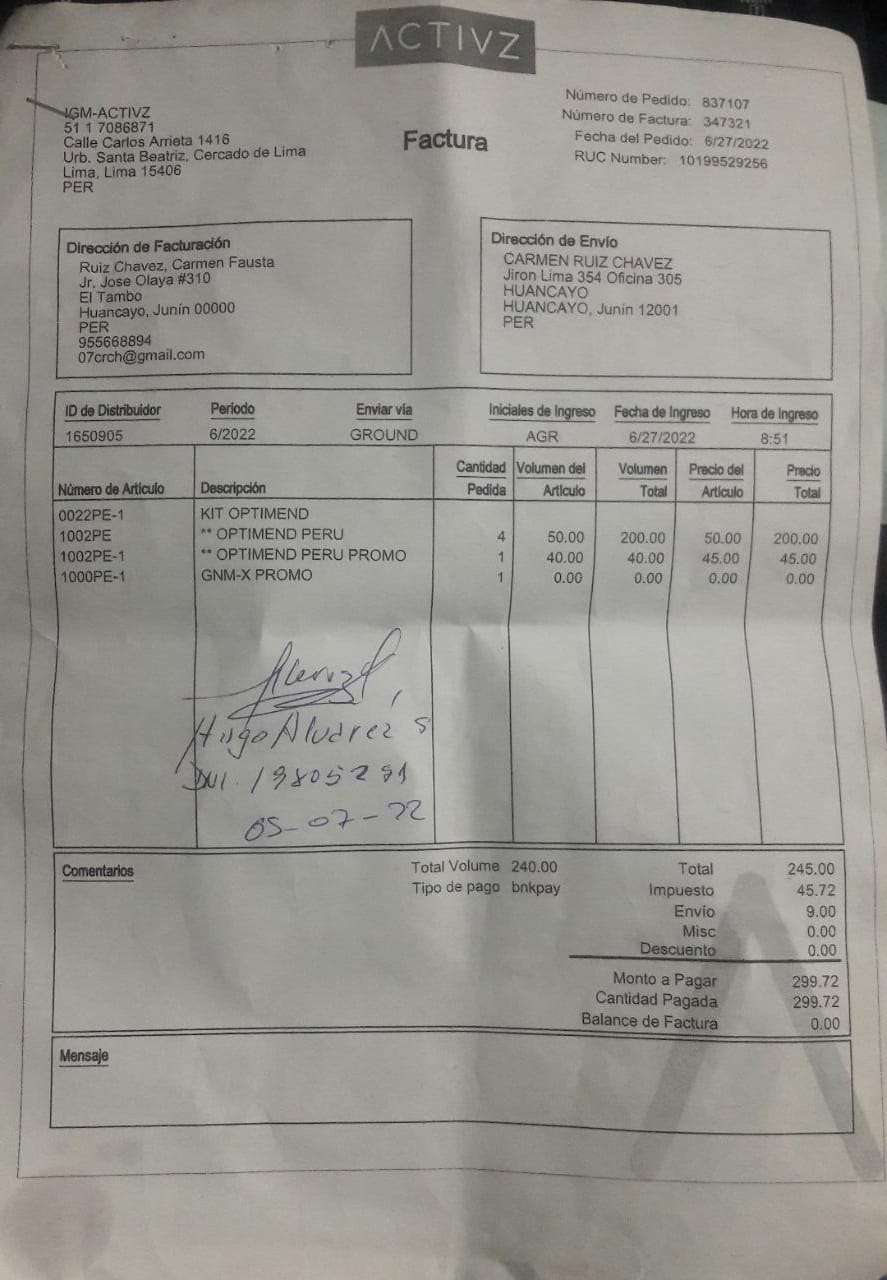 ACTIVZ
IGM-ACTIVZ
51 1 7086871
Calle Carlos Arrieta 1416
Urb. Santa Beatriz, Cercado de Lima
Lima, Lima 15406
PER
Factura
Número de Pedido: 837107
Número de Factura: 347321
Fecha del Pedido: 6/27/2022
RUC Number: 10199529256
Dirección de Facturación
Ruiz Chavez, Carmen Fausta
Jr. Jose Olaya #310
El Tambo
Huancayo, Junín 00000
PER
955668894
07crch@gmail.com
Dirección de Envío
CARMEN RUIZ CHAVEZ
Jiron Lima 354 Oficina 305
HUANCAYO
HUANCAYO, Junín 12001
PER
ID de Distribuidor Período Enviar vía Iniciales de Ingreso Fecha de Ingreso Hora de Ingreso
1650905 6/2022 GROUND AGR 6/27/2022 8:51
Número de Artículo Descripción Cantidad Pedida Volumen del Artículo Volumen Total Precio del Artículo Precio Total
0022PE-1 KIT OPTIMEND
1002PE ** OPTIMEND PERU 4 50.00 200.00 50.00 200.00
1002PE-1 ** OPTIMEND PERU PROMO 1 40.00 40.00 45.00 45.00
1000PE-1 GNM-X PROMO 1 0.00 0.00 0.00 0.00
Hugo Alvarez S
DNI. 19805291
05-07-22
Comentarios
Total Volume 240.00
Tipo de pago bnkpay
Total 245.00
Impuesto 45.72
Envío 9.00
Misc 0.00
Descuento 0.00
Monto a Pagar 299.72
Cantidad Pagada 299.72
Balance de Factura 0.00
Mensaje